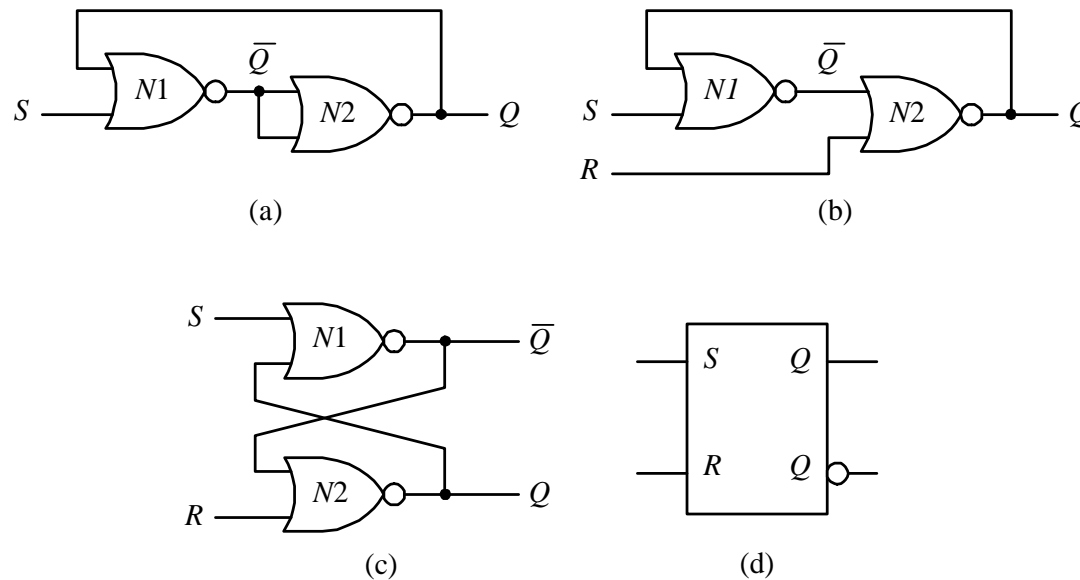 Q̅ Q̅
N1 N1
S N2 Q S N2 Q
R
(a) (b)
S N1 Q̅
S Q
R Q
N2 Q
R
(c) (d)